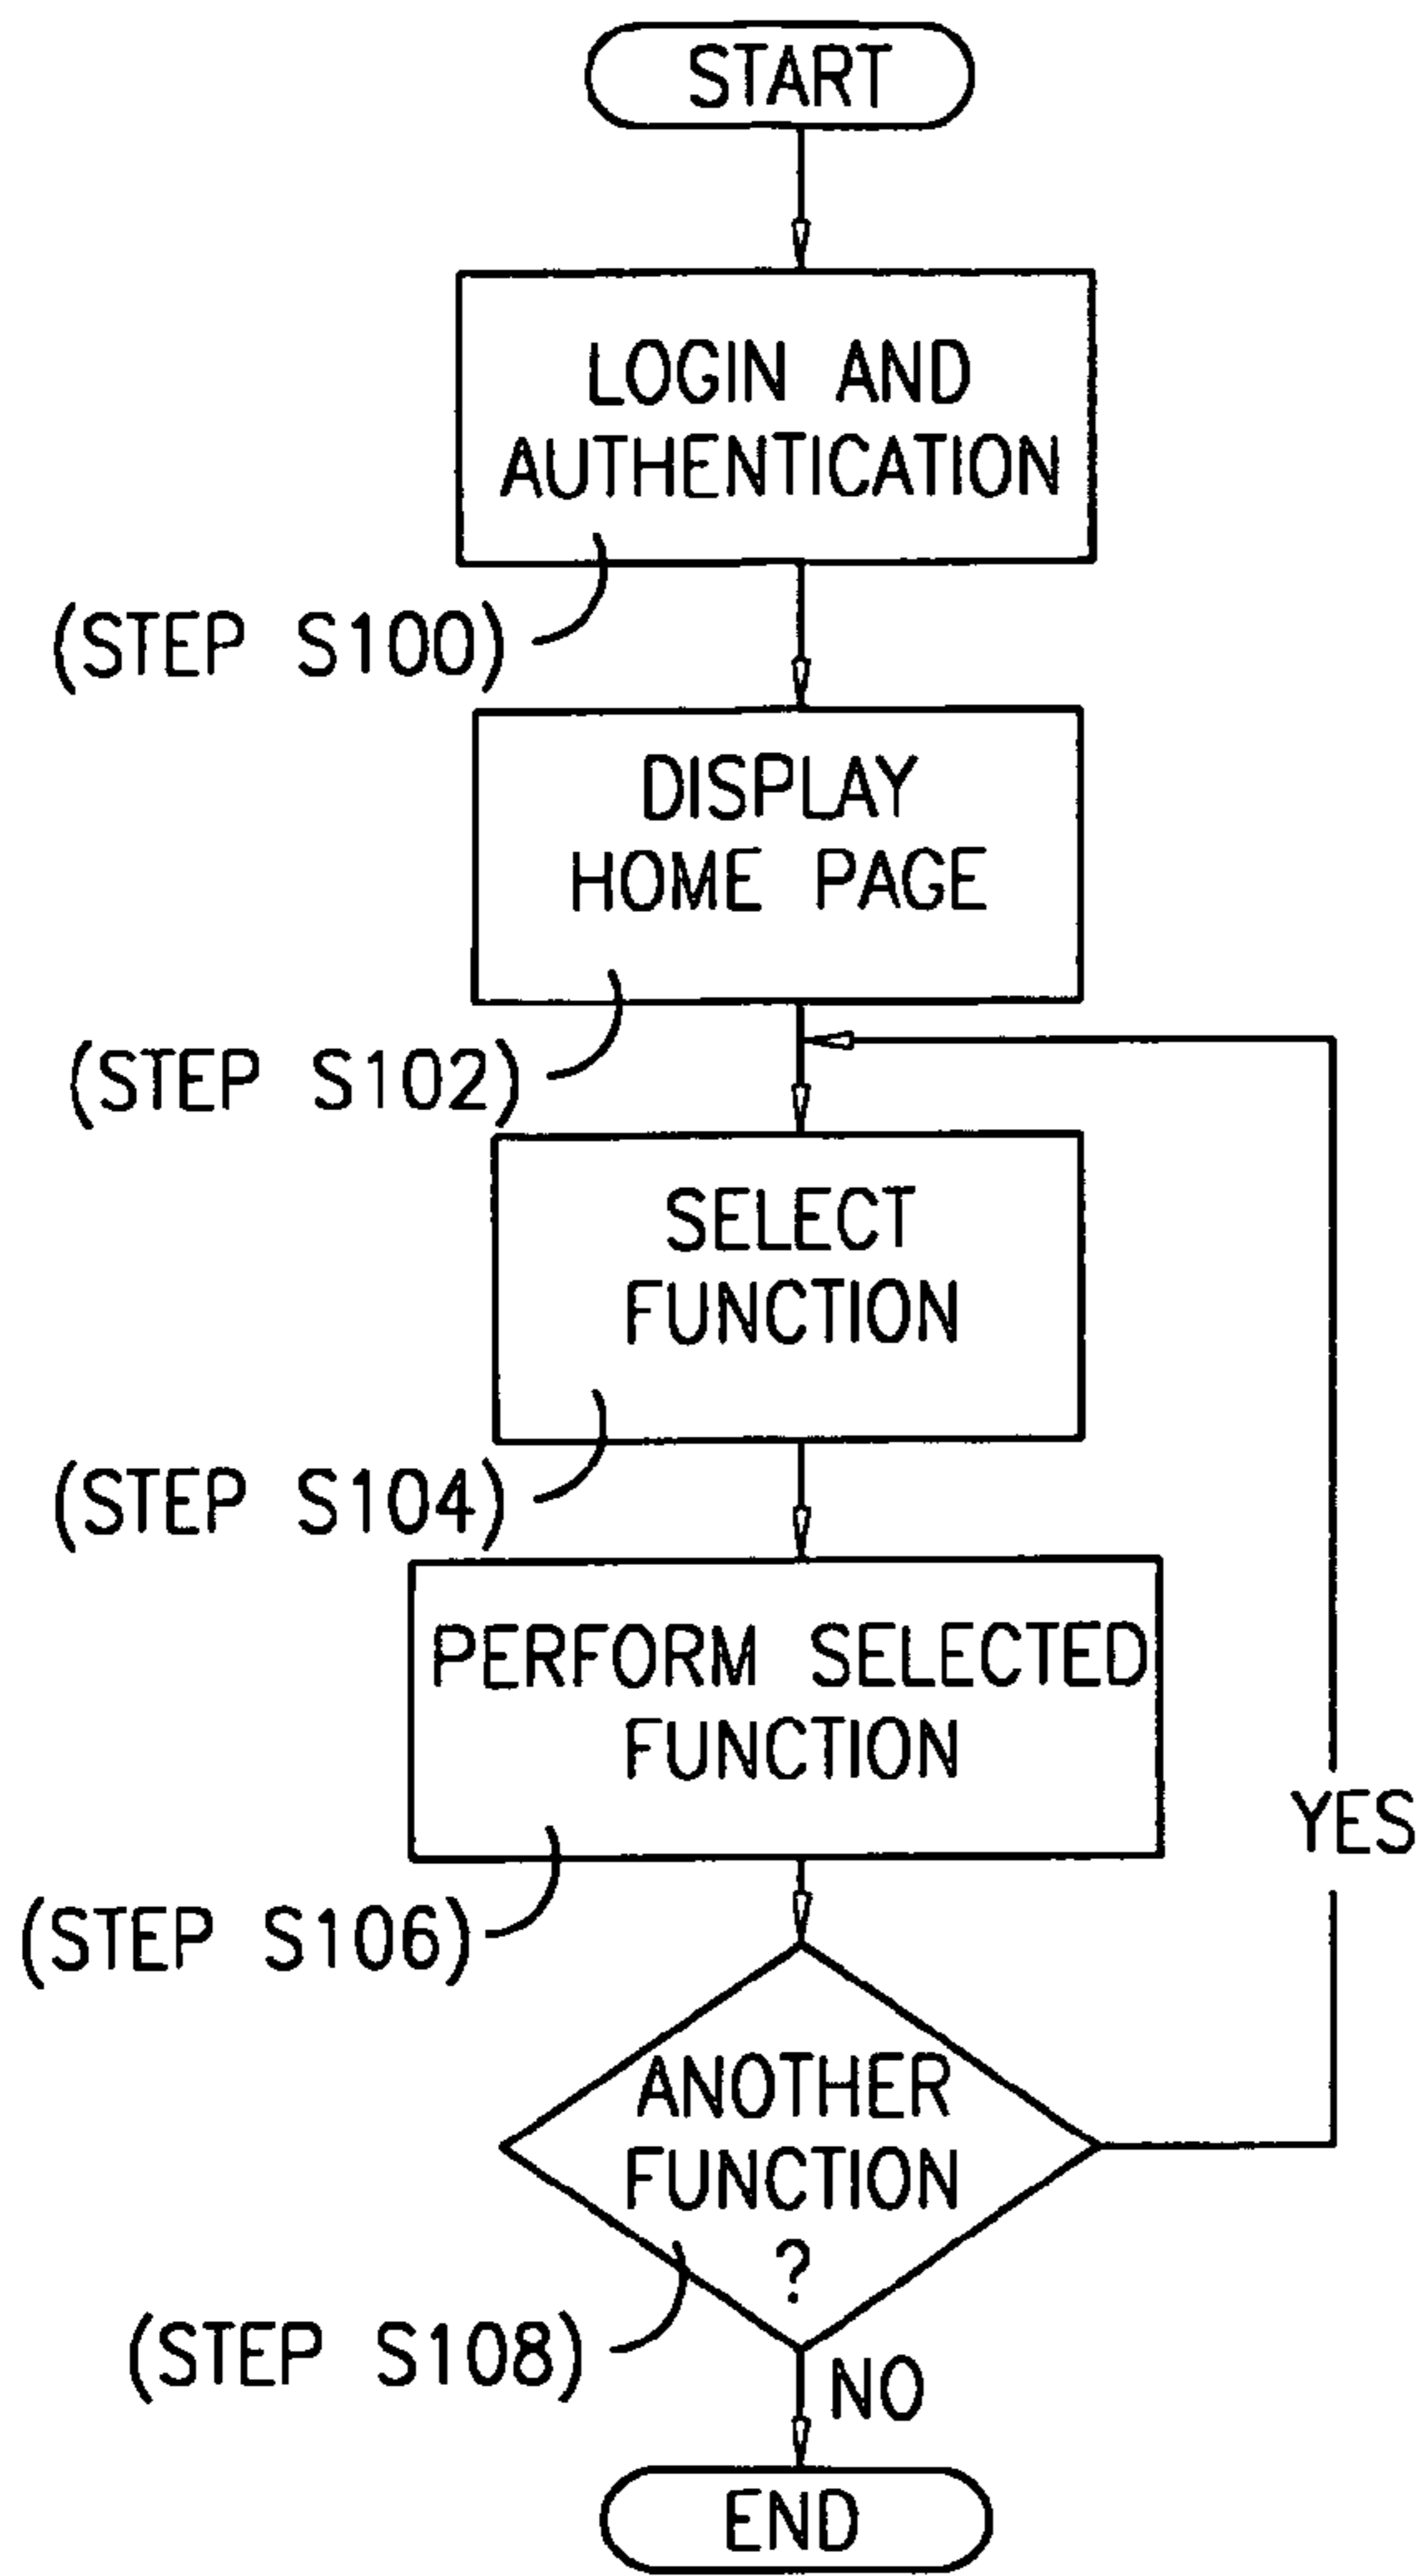 START
LOGIN AND
AUTHENTICATION
(STEP S100)
DISPLAY
HOME PAGE
(STEP S102)
SELECT
FUNCTION
(STEP S104)
PERFORM SELECTED
FUNCTION
YES
(STEP S106)
ANOTHER
FUNCTION
?
(STEP S108)
NO
END